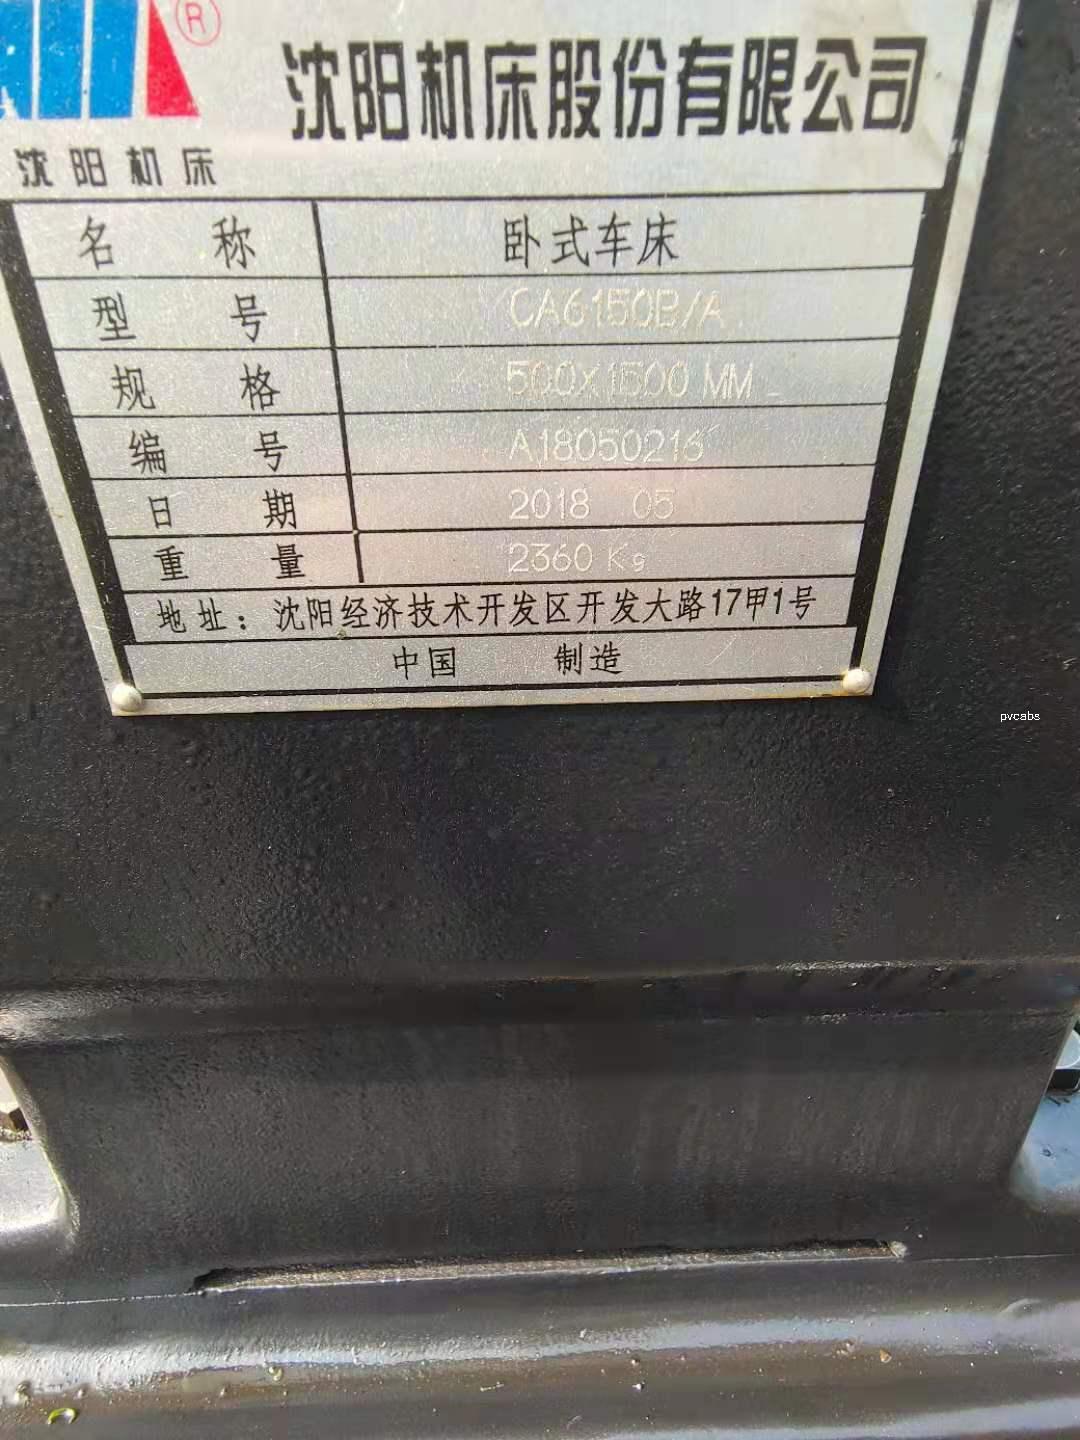 ®
沈阳机床股份有限公司
沈阳机床
名称 卧式车床
型号 CA6150B/A
规格 500X1500 MM
编号 A18050216
日期 2018 05
重量 2360 Kg
地址：沈阳经济技术开发区开发大路17甲1号
中国 制造
pvcabs